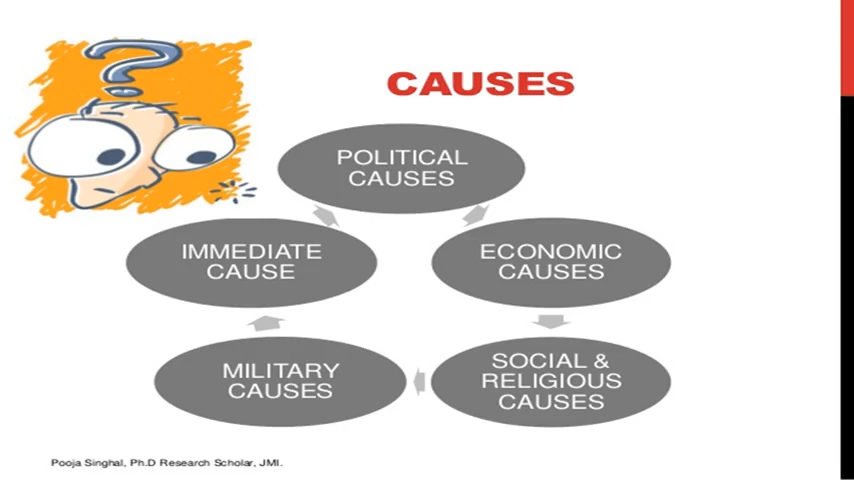 CAUSES
POLITICAL
CAUSES
ECONOMIC
CAUSES
SOCIAL &
RELIGIOUS
CAUSES
MILITARY
CAUSES
IMMEDIATE
CAUSE
Pooja Singhal, Ph.D Research Scholar, JMI.